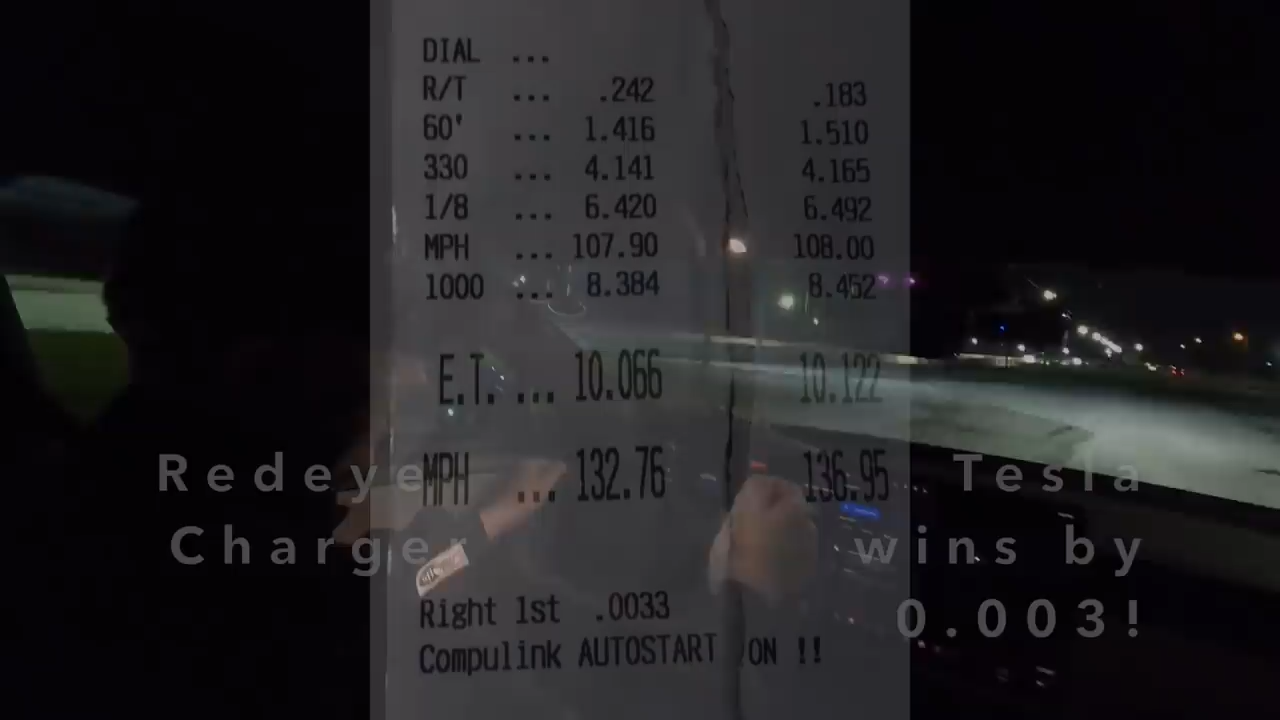 DIAL ...
R/T ... .242 .183
60' ... 1.416 1.510
330 ... 4.141 4.165
1/8 ... 6.420 6.492
MPH ... 107.90 108.00
1000 ... 8.384 8.452
E.T. ... 10.066 10.122
MPH ... 132.76 136.95
Redeye Tesla
Charger wins by
0.003!
Right 1st .0033
Compulink AUTOSTART ON !!